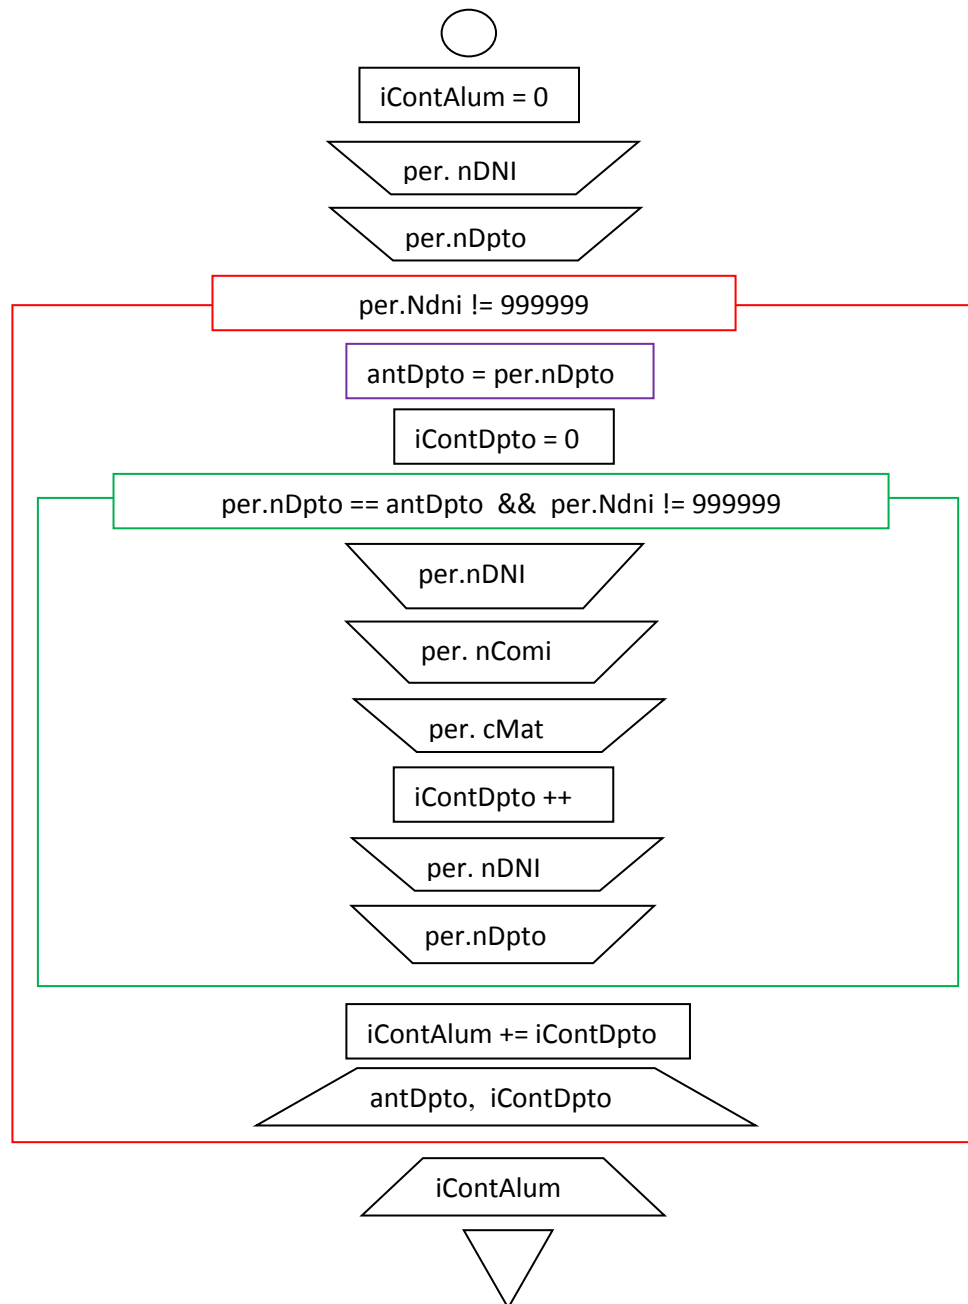 iContAlum = 0
per. nDNI
per.nDpto
per.Ndni != 999999
antDpto = per.nDpto
iContDpto = 0
per.nDpto == antDpto && per.Ndni != 999999
per.nDNI
per. nComi
per. cMat
iContDpto ++
per. nDNI
per.nDpto
iContAlum += iContDpto
antDpto, iContDpto
iContAlum